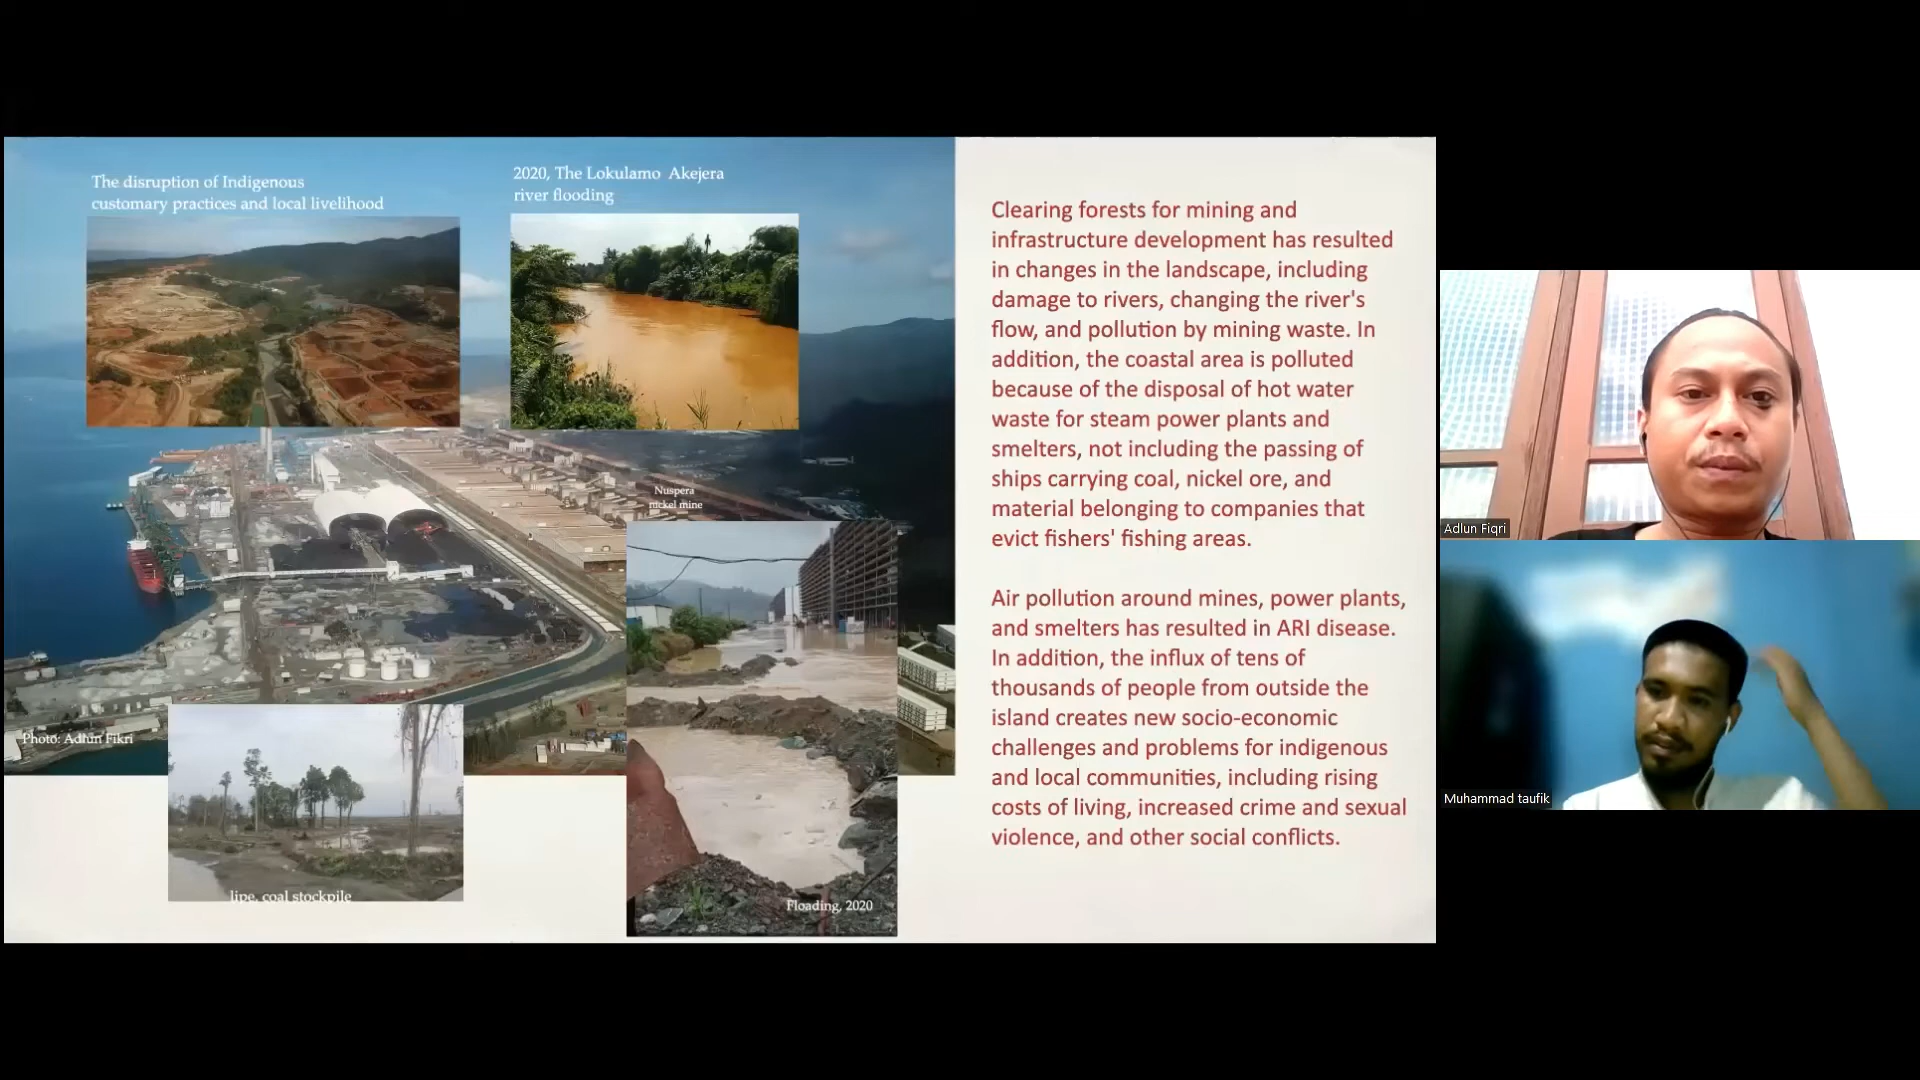 The disruption of Indigenous
customary practices and local livelihood
2020, The Lokulamo Akejera
river flooding
Nuspera
nickel mine
Photo: Adlun Fikri
lipe, coal stockpile
Floading, 2020
Clearing forests for mining and
infrastructure development has resulted
in changes in the landscape, including
damage to rivers, changing the river's
flow, and pollution by mining waste. In
addition, the coastal area is polluted
because of the disposal of hot water
waste for steam power plants and
smelters, not including the passing of
ships carrying coal, nickel ore, and
material belonging to companies that
evict fishers' fishing areas.
Air pollution around mines, power plants,
and smelters has resulted in ARI disease.
In addition, the influx of tens of
thousands of people from outside the
island creates new socio-economic
challenges and problems for indigenous
and local communities, including rising
costs of living, increased crime and sexual
violence, and other social conflicts.
Adlun Fiqri
Muhammad taufik